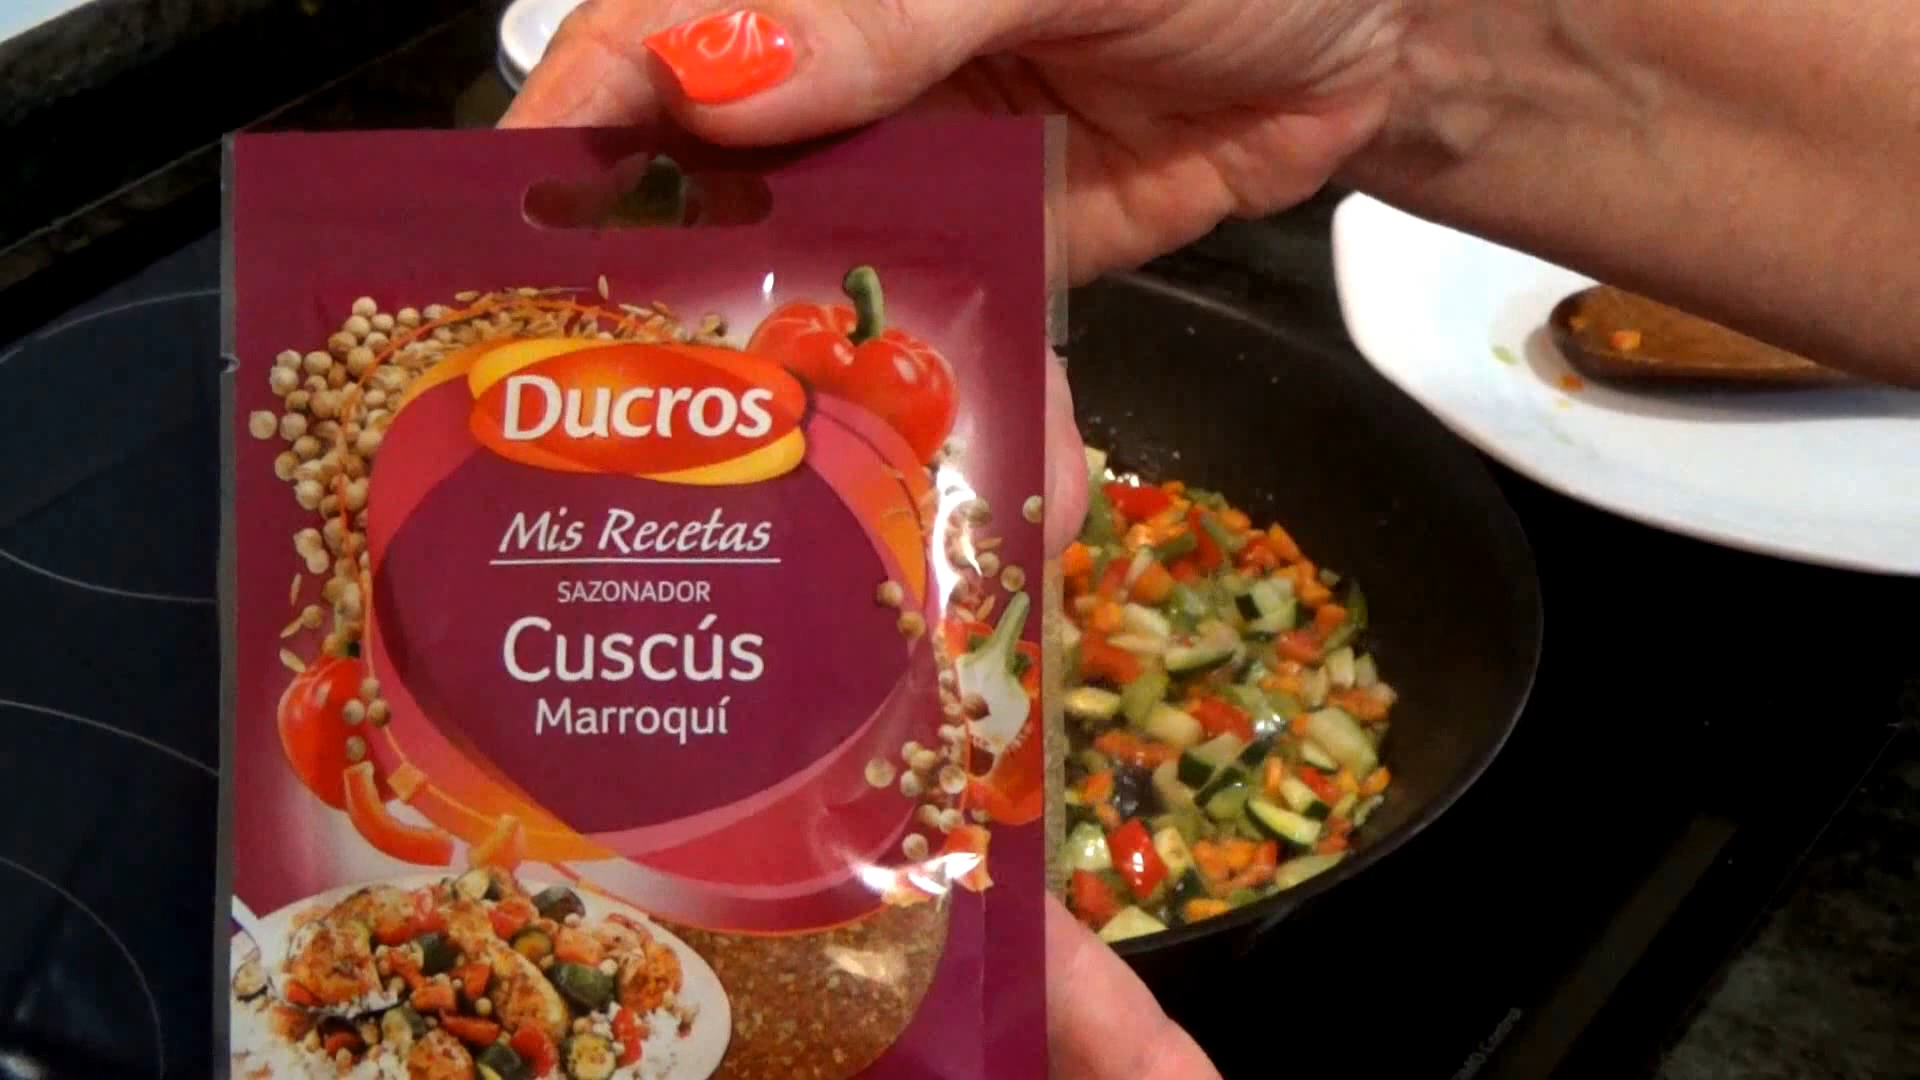 Ducros
Mis Recetas
SAZONADOR
Cuscús
Marroquí